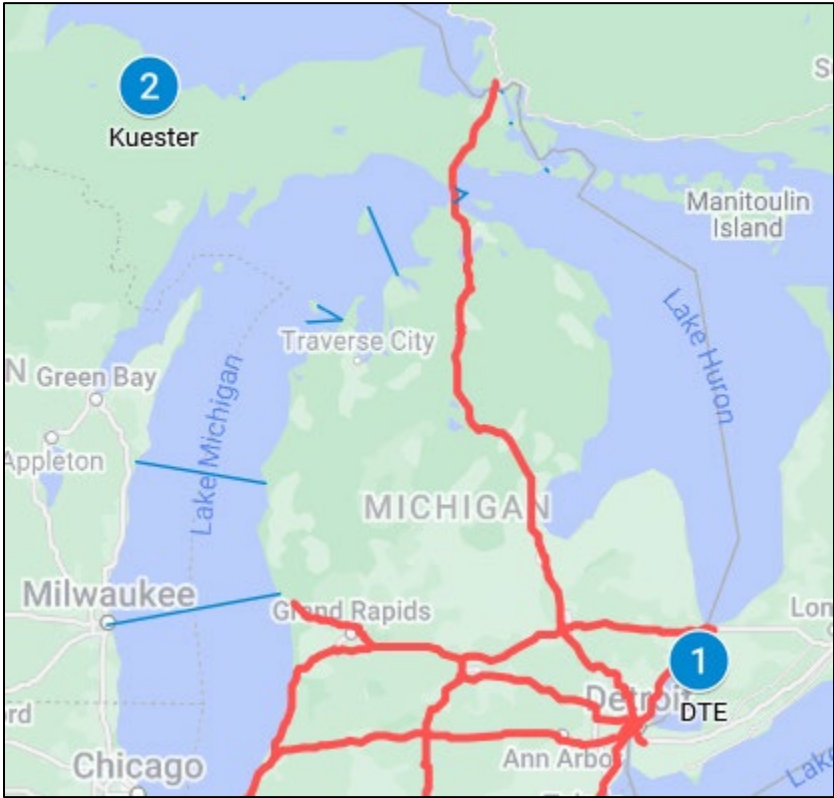 2
Kuester
Manitoulin
Island
Lake Huron
Traverse City
N
Green Bay
Appleton
Lake Michigan
MICHIGAN
Milwaukee
Grand Rapids
Lon
1
Detroit
DTE
rd
Ann Arbo
Chicago
Lake